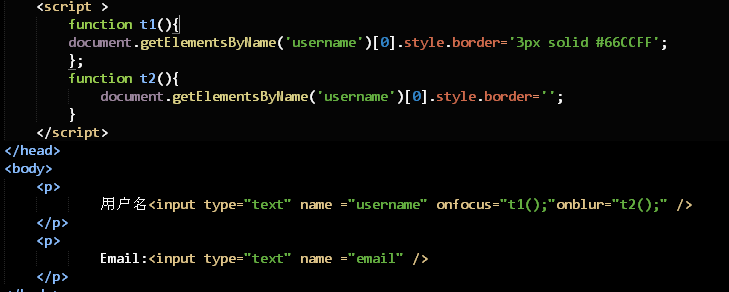 <script >
function t1(){
document.getElementsByName('username')[0].style.border='3px solid #66CCFF';
};
function t2(){
document.getElementsByName('username')[0].style.border='';
}
</script>
</head>
<body>
<p>
用户名<input type="text" name ="username" onfocus="t1();"onblur="t2();" />
</p>
<p>
Email:<input type="text" name ="email" />
</p>